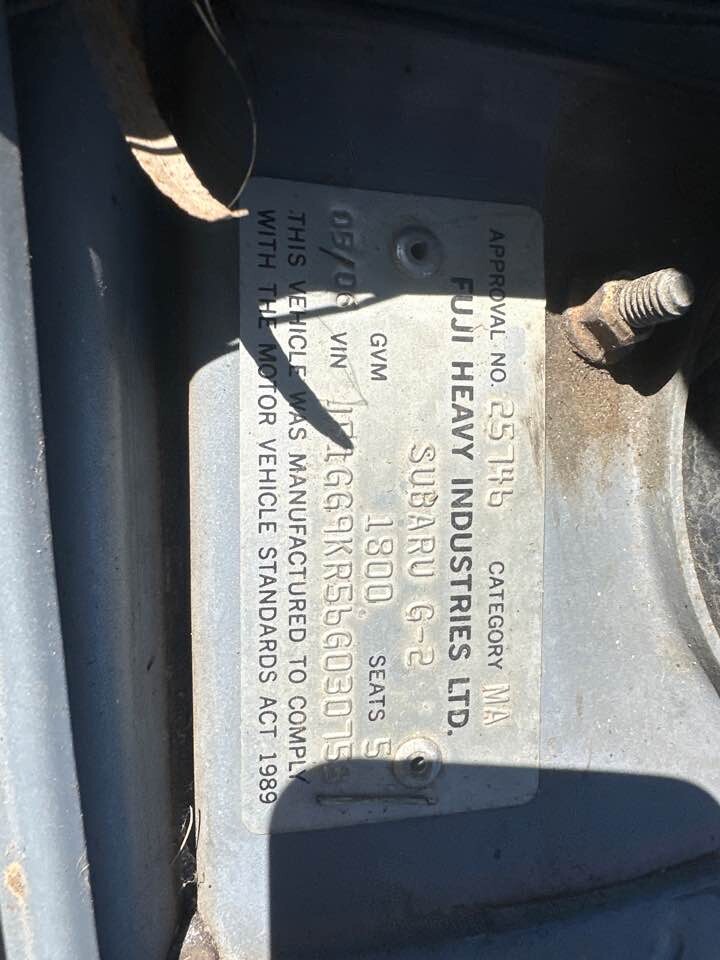 APPROVAL NO. 25746 CATEGORY MA
FUJI HEAVY INDUSTRIES LTD.
SUBARU G-2
GVM 1800 SEATS 5
VIN
THIS VEHICLE WAS MANUFACTURED TO COMPLY
WITH THE MOTOR VEHICLE STANDARDS ACT 1989